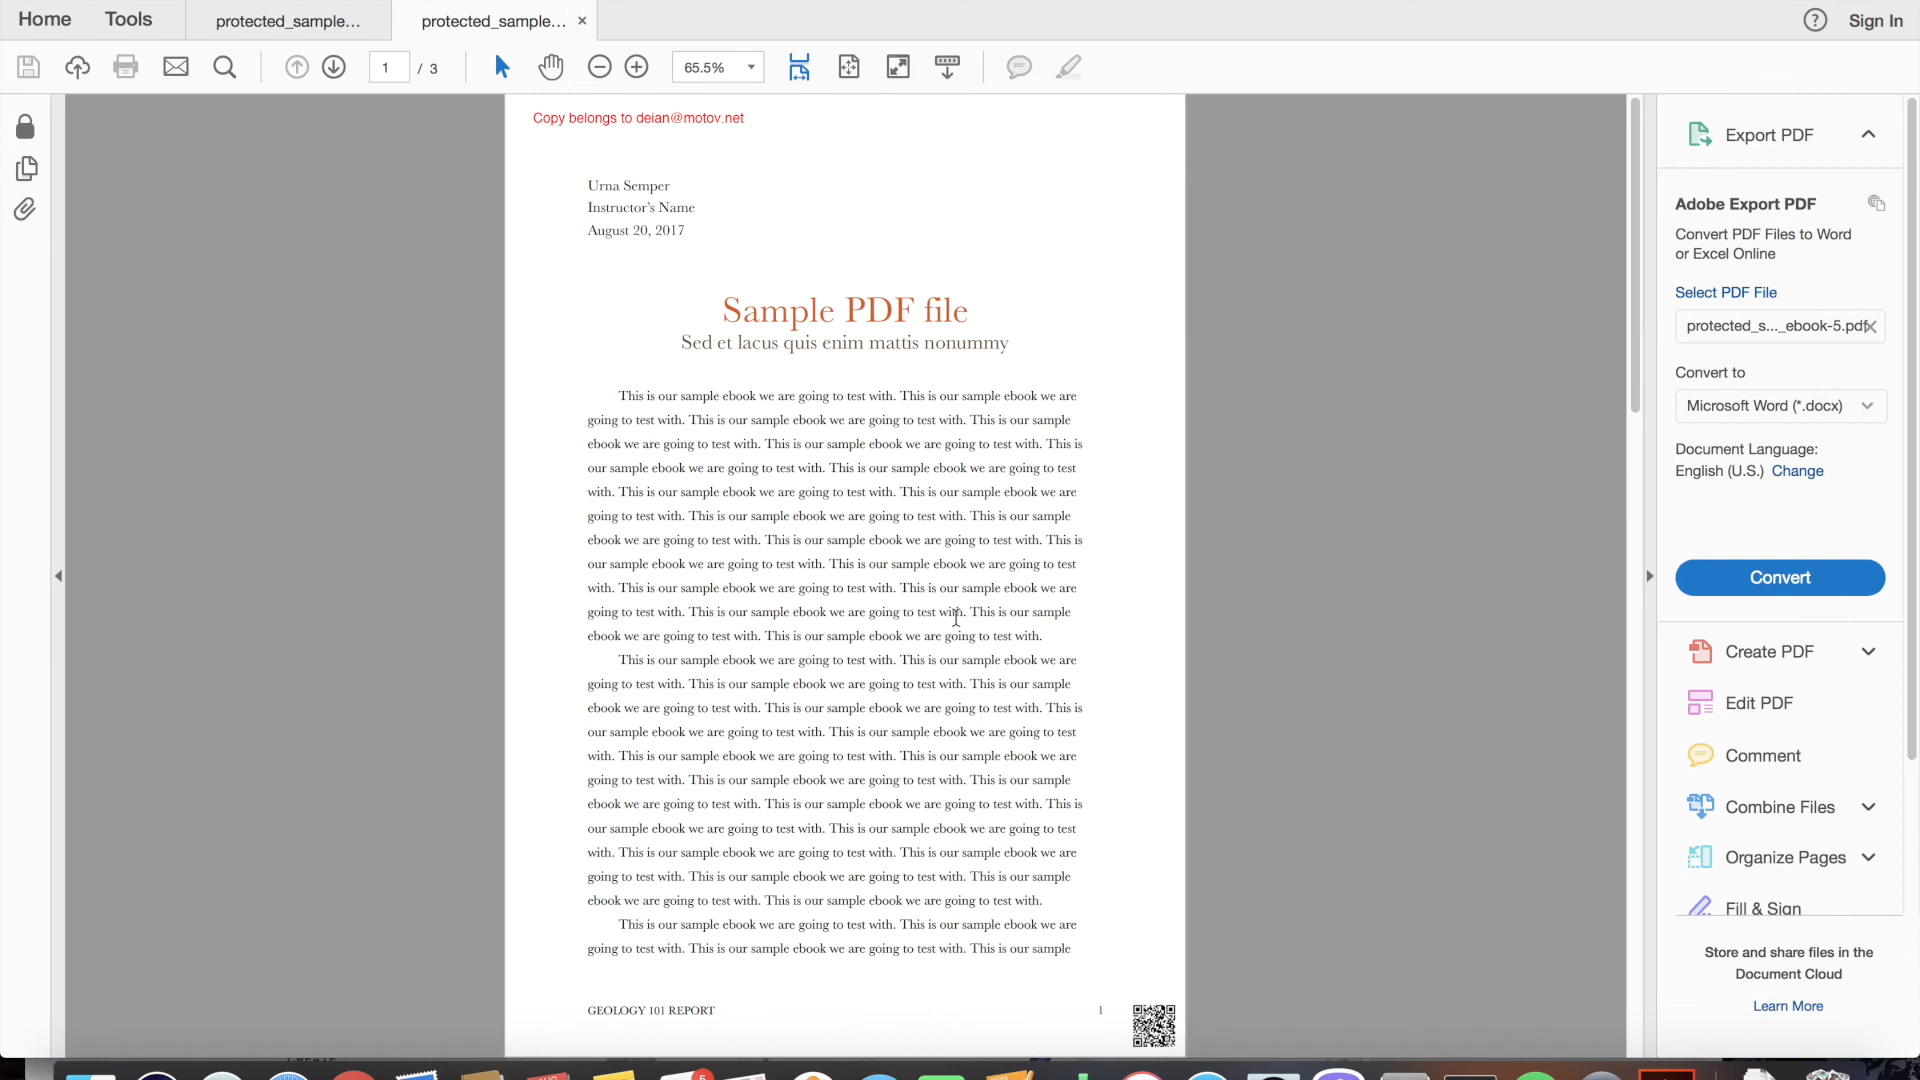 Home Tools protected_sample... protected_sample... × ? Sign In
1 / 3 65.5%
Copy belongs to deian@motov.net
Urna Semper
Instructor's Name
August 20, 2017
Sample PDF file
Sed et lacus quis enim mattis nonummy
This is our sample ebook we are going to test with. This is our sample ebook we are
going to test with. This is our sample ebook we are going to test with. This is our sample
ebook we are going to test with. This is our sample ebook we are going to test with. This is
our sample ebook we are going to test with. This is our sample ebook we are going to test
with. This is our sample ebook we are going to test with. This is our sample ebook we are
going to test with. This is our sample ebook we are going to test with. This is our sample
ebook we are going to test with. This is our sample ebook we are going to test with. This is
our sample ebook we are going to test with. This is our sample ebook we are going to test
with. This is our sample ebook we are going to test with. This is our sample ebook we are
going to test with. This is our sample ebook we are going to test with. This is our sample
ebook we are going to test with. This is our sample ebook we are going to test with.
This is our sample ebook we are going to test with. This is our sample ebook we are
going to test with. This is our sample ebook we are going to test with. This is our sample
ebook we are going to test with. This is our sample ebook we are going to test with. This is
our sample ebook we are going to test with. This is our sample ebook we are going to test
with. This is our sample ebook we are going to test with. This is our sample ebook we are
going to test with. This is our sample ebook we are going to test with. This is our sample
ebook we are going to test with. This is our sample ebook we are going to test with. This is
our sample ebook we are going to test with. This is our sample ebook we are going to test
with. This is our sample ebook we are going to test with. This is our sample ebook we are
going to test with. This is our sample ebook we are going to test with. This is our sample
ebook we are going to test with. This is our sample ebook we are going to test with.
This is our sample ebook we are going to test with. This is our sample ebook we are
going to test with. This is our sample ebook we are going to test with. This is our sample
GEOLOGY 101 REPORT 1
Export PDF
Adobe Export PDF
Convert PDF Files to Word
or Excel Online
Select PDF File
protected_s..._ebook-5.pdf
Convert to
Microsoft Word (*.docx)
Document Language:
English (U.S.) Change
Convert
Create PDF
Edit PDF
Comment
Combine Files
Organize Pages
Fill & Sign
Store and share files in the
Document Cloud
Learn More